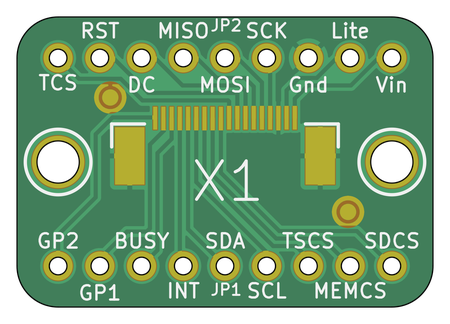 RST MISO JP2 SCK Lite
TCS DC MOSI Gnd Vin
X1
GP2 BUSY SDA TSCS SDCS
GP1 INT JP1 SCL MEMCS